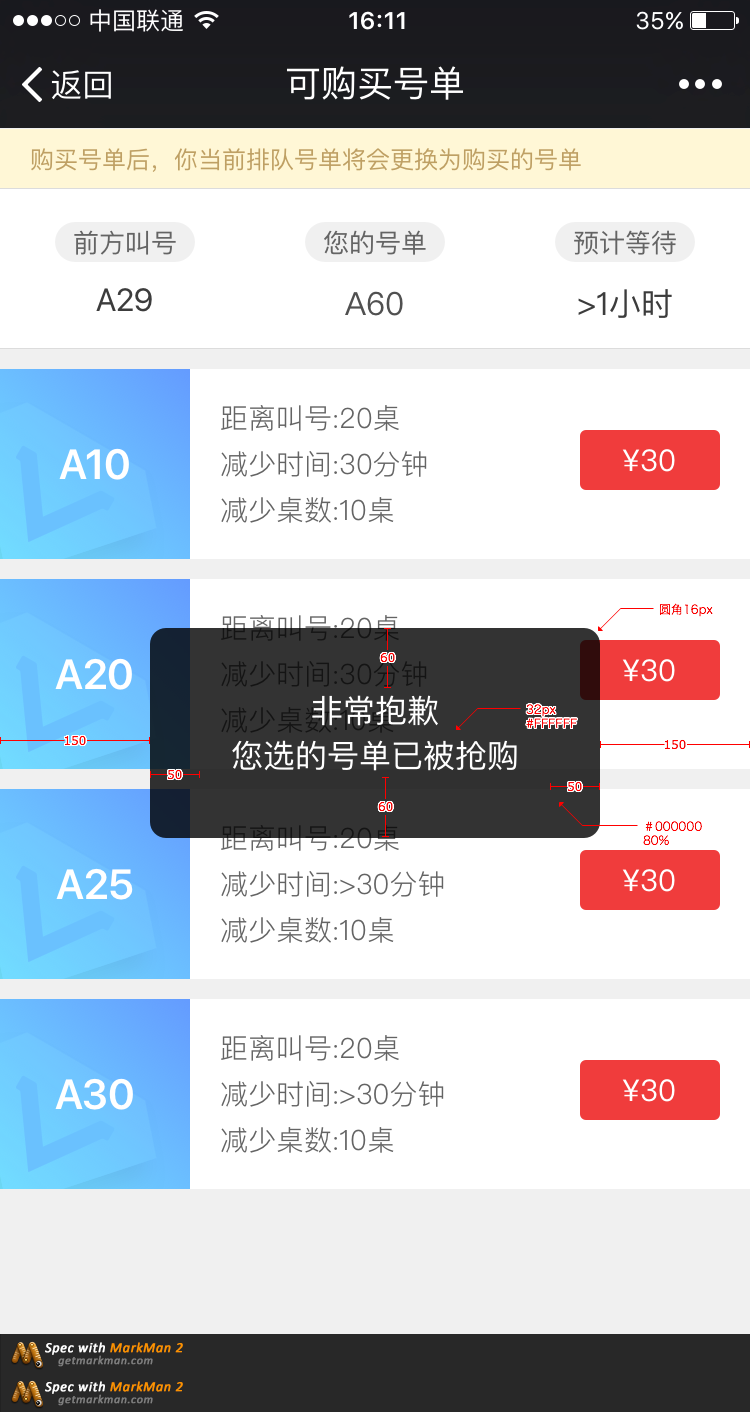 中国联通 16:11 35%
返回 可购买号单
购买号单后，你当前排队号单将会更换为购买的号单
前方叫号 您的号单 预计等待
A29 A60 >1小时
A10
距离叫号:20桌
减少时间:30分钟
减少桌数:10桌
¥30
A20
距离叫号:20桌
减少时间:30分钟
减少桌数:10桌
¥30
圆角16px
60
非常抱歉
您选的号单已被抢购
32px
#FFFFFF
150
150
50
50
60
#000000
80%
A25
距离叫号:20桌
减少时间:>30分钟
减少桌数:10桌
¥30
A30
距离叫号:20桌
减少时间:>30分钟
减少桌数:10桌
¥30
Spec with MarkMan 2
getmarkman.com
Spec with MarkMan 2
getmarkman.com